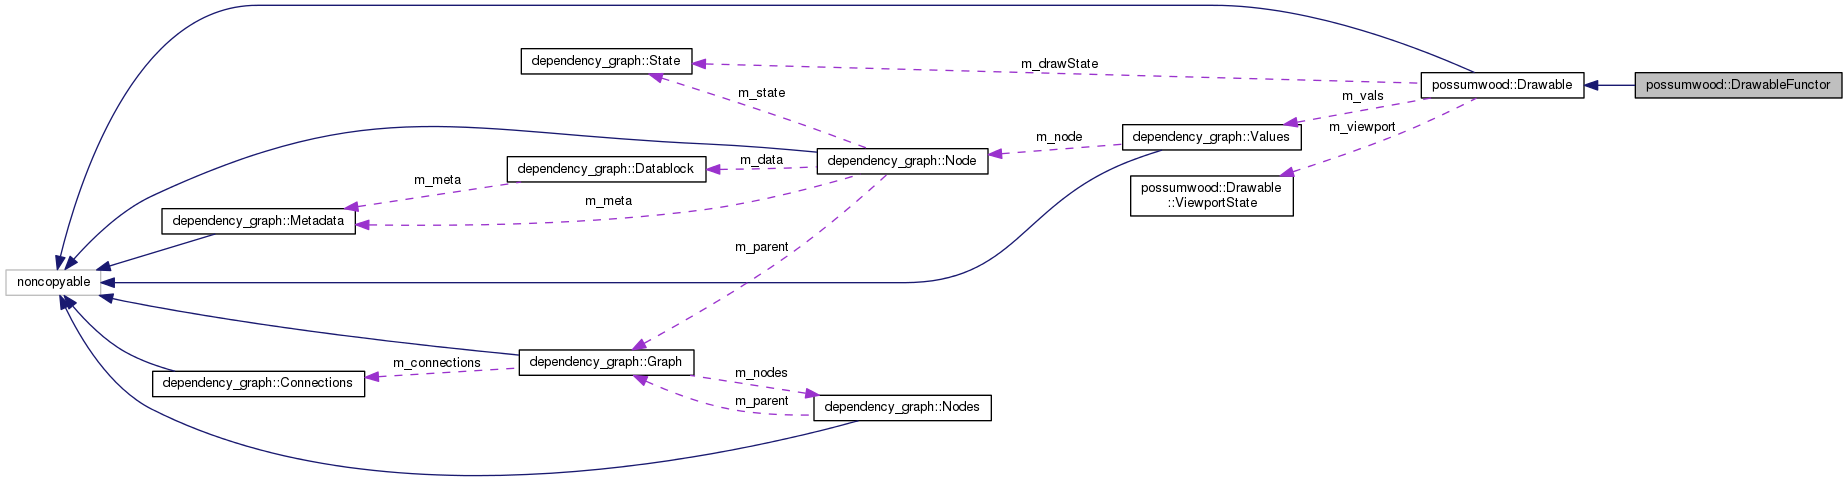 dependency_graph::State
m_drawState
possumwood::Drawable
possumwood::DrawableFunctor
m_state
m_vals
m_viewport
dependency_graph::Values
m_node
dependency_graph::Node
m_data
dependency_graph::Datablock
m_meta
possumwood::Drawable
::ViewportState
m_meta
dependency_graph::Metadata
m_parent
noncopyable
dependency_graph::Graph
m_connections
dependency_graph::Connections
m_nodes
m_parent
dependency_graph::Nodes